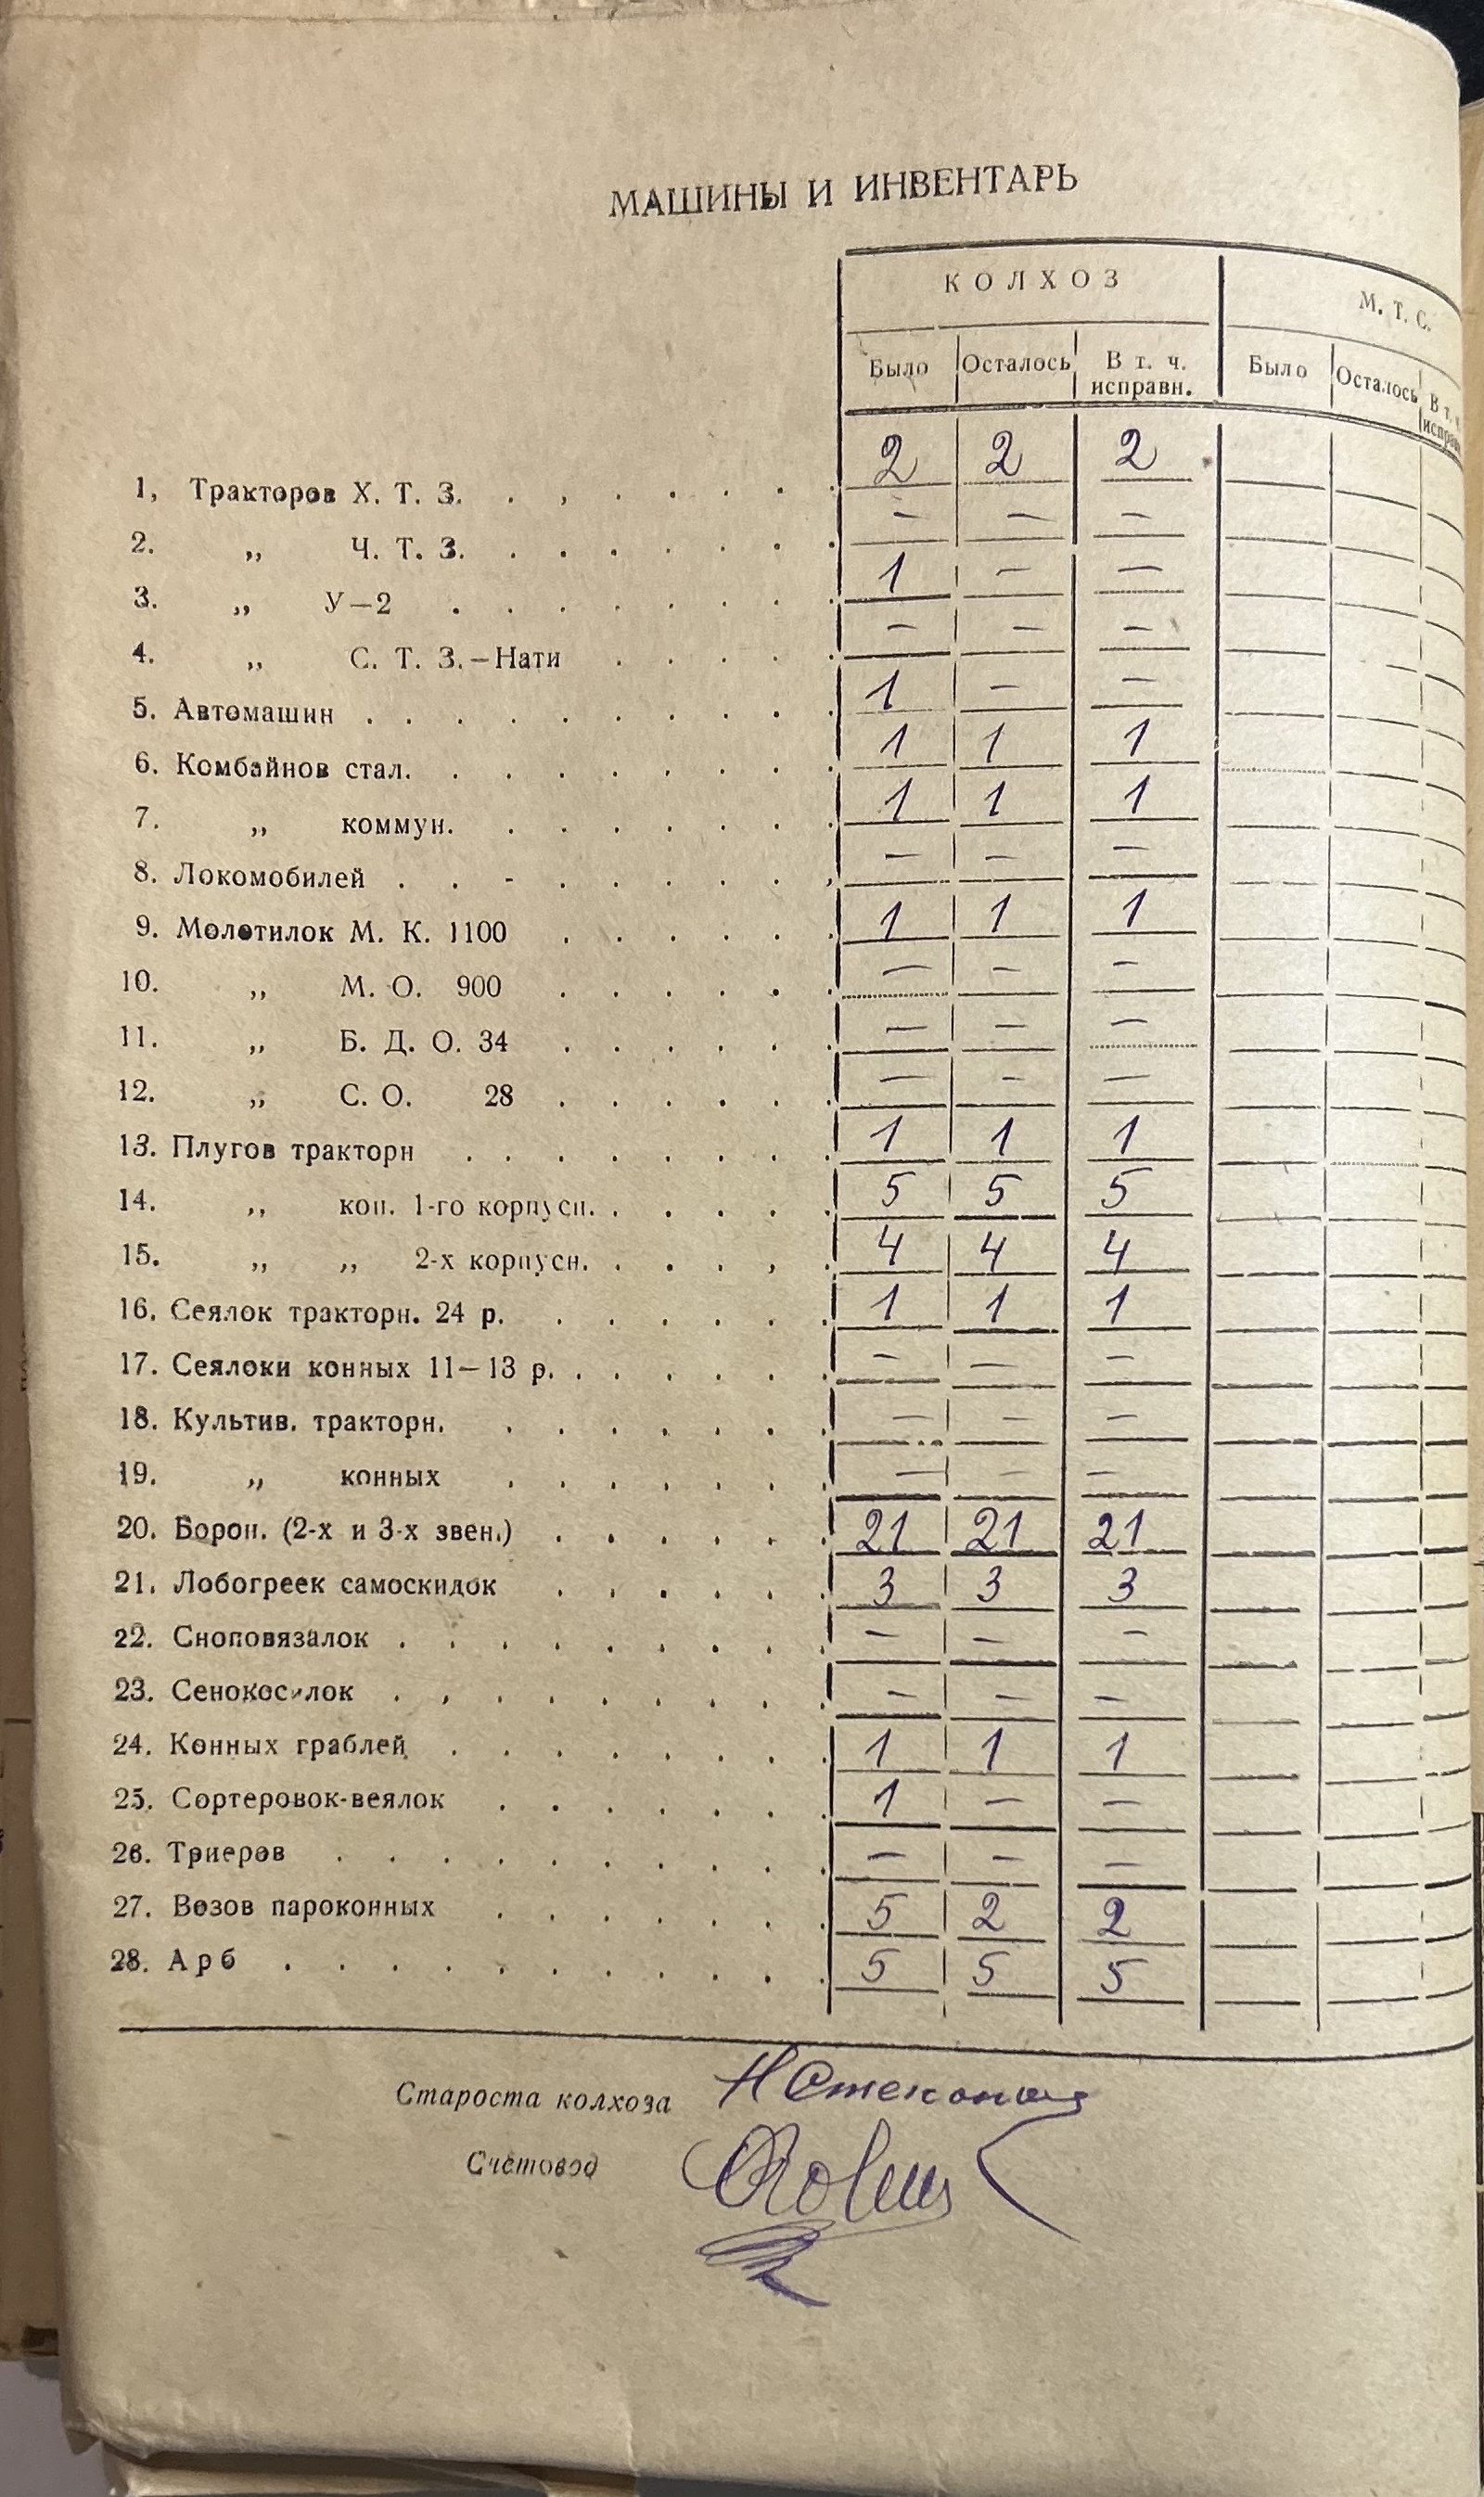 МАШИНЫ И ИНВЕНТАРЬ
КОЛХОЗ М. Т. С.
Было Осталось В т. ч. исправн. Было Осталось В т. ч. исправн.
1, Тракторов Х. Т. З. 2 2 2
2. „ Ч. Т. З. — — —
3. „ У—2 1 — —
4. „ С. Т. З.—Нати — — —
5. Автомашин 1 — —
6. Комбайнов стал. 1 1 1
7. „ коммун. 1 1 1
8. Локомобилей — — —
9. Молотилок М. К. 1100 1 1 1
10. „ М. О. 900 — — —
11. „ Б. Д. О. 34 — — —
12. „ С. О. 28 — — —
13. Плугов тракторн 1 1 1
14. „ кон. 1-го корпусн. 5 5 5
15. „ „ 2-х корпусн. 4 4 4
16. Сеялок тракторн. 24 р. 1 1 1
17. Сеялоки конных 11—13 р. — — —
18. Культив. тракторн. — — —
19. „ конных — — —
20. Борон. (2-х и 3-х звен.) 21 21 21
21. Лобогреек самоскидок 3 3 3
22. Сноповязалок — — —
23. Сенокосилок — — —
24. Конных граблей 1 1 1
25. Сортеровок-веялок 1 — —
26. Триеров — — —
27. Возов пароконных 5 2 2
28. Арб 5 5 5
Староста колхоза
Счетовод